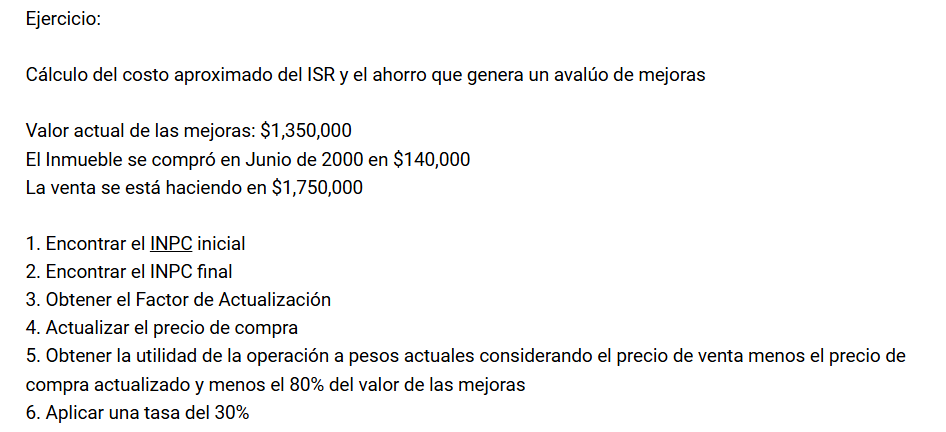 Ejercicio:
Cálculo del costo aproximado del ISR y el ahorro que genera un avalúo de mejoras
Valor actual de las mejoras: $1,350,000
El Inmueble se compró en Junio de 2000 en $140,000
La venta se está haciendo en $1,750,000
1. Encontrar el INPC inicial
2. Encontrar el INPC final
3. Obtener el Factor de Actualización
4. Actualizar el precio de compra
5. Obtener la utilidad de la operación a pesos actuales considerando el precio de venta menos el precio de
compra actualizado y menos el 80% del valor de las mejoras
6. Aplicar una tasa del 30%